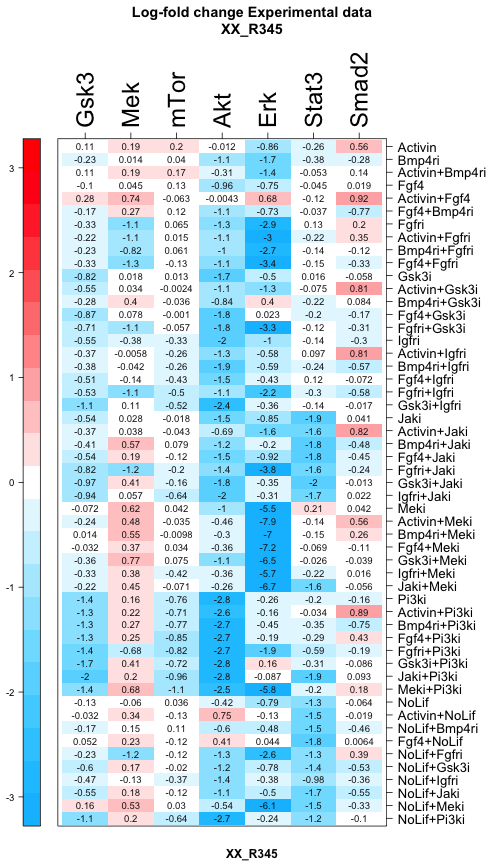 Log-fold change Experimental data
XX_R345
Gsk3 Mek mTor Akt Erk Stat3 Smad2
3
2
1
0
-1
-2
-3
0.11 0.19 0.2 -0.012 -0.86 -0.26 0.56 Activin
-0.23 0.014 0.04 -1.1 -1.7 -0.38 -0.28 Bmp4ri
0.11 0.19 0.17 -0.31 -1.4 -0.053 0.14 Activin+Bmp4ri
-0.1 0.045 0.13 -0.96 -0.75 -0.045 0.019 Fgf4
0.28 0.74 -0.063 -0.0043 0.68 -0.12 0.92 Activin+Fgf4
-0.17 0.27 0.12 -1.1 -0.73 -0.037 -0.77 Fgf4+Bmp4ri
-0.33 -1.1 0.065 -1.3 -2.9 0.13 0.2 Fgfri
-0.22 -1.1 0.015 -1.1 -3 -0.22 0.35 Activin+Fgfri
-0.23 -0.82 0.061 -1.1 -2.7 -0.14 -0.12 Bmp4ri+Fgfri
-0.33 -1.3 -0.13 -1.1 -3.4 -0.15 -0.33 Fgf4+Fgfri
-0.82 0.018 0.013 -1.7 -0.5 0.016 -0.058 Gsk3i
-0.55 0.034 -0.0024 -1.1 -1.3 -0.075 0.81 Activin+Gsk3i
-0.28 0.4 -0.036 -0.84 0.4 -0.22 0.084 Bmp4ri+Gsk3i
-0.87 0.078 -0.001 -1.8 0.023 -0.2 -0.17 Fgf4+Gsk3i
-0.71 -1.1 -0.057 -1.8 -3.3 -0.12 -0.31 Fgfri+Gsk3i
-0.55 -0.38 -0.33 -2 -1 -0.14 -0.3 Igfri
-0.37 -0.0058 -0.26 -1.3 -0.58 0.097 0.81 Activin+Igfri
-0.38 -0.042 -0.26 -1.9 -0.59 -0.24 -0.57 Bmp4ri+Igfri
-0.51 -0.14 -0.43 -1.5 -0.43 0.12 -0.072 Fgf4+Igfri
-0.53 -1.1 -0.5 -1.1 -2.2 -0.3 -0.58 Fgfri+Igfri
-1.1 0.11 -0.52 -2.4 -0.36 -0.14 -0.017 Gsk3i+Igfri
-0.54 0.028 -0.018 -1.5 -0.85 -1.9 0.041 Jaki
-0.37 0.038 -0.043 -0.69 -1.6 -1.6 0.82 Activin+Jaki
-0.41 0.57 0.079 -1.2 -0.2 -1.8 -0.48 Bmp4ri+Jaki
-0.54 0.19 -0.12 -1.5 -0.92 -1.8 -0.45 Fgf4+Jaki
-0.82 -1.2 -0.2 -1.4 -3.8 -1.6 -0.24 Fgfri+Jaki
-0.97 0.41 -0.16 -1.8 -0.35 -2 -0.013 Gsk3i+Jaki
-0.94 0.057 -0.64 -2 -0.31 -1.7 0.022 Igfri+Jaki
-0.072 0.62 0.042 -1 -5.5 0.21 0.042 Meki
-0.24 0.48 -0.035 -0.46 -7.9 -0.14 0.56 Activin+Meki
0.014 0.55 -0.0098 -0.3 -7 -0.15 0.26 Bmp4ri+Meki
-0.032 0.37 0.034 -0.36 -7.2 -0.069 -0.11 Fgf4+Meki
-0.36 0.77 0.075 -1.1 -6.5 -0.026 -0.039 Gsk3i+Meki
-0.33 0.38 -0.42 -0.36 -5.7 -0.22 0.016 Igfri+Meki
-0.22 0.45 -0.071 -0.26 -6.7 -1.6 -0.056 Jaki+Meki
-1.4 0.16 -0.76 -2.8 -0.26 -0.2 -0.16 Pi3ki
-1.3 0.22 -0.71 -2.6 -0.16 -0.034 0.89 Activin+Pi3ki
-1.3 0.27 -0.77 -2.7 -0.45 -0.35 -0.75 Bmp4ri+Pi3ki
-1.3 0.25 -0.85 -2.7 -0.19 -0.29 0.43 Fgf4+Pi3ki
-1.4 -0.68 -0.82 -2.7 -1.9 -0.59 -0.19 Fgfri+Pi3ki
-1.7 0.41 -0.72 -2.8 0.16 -0.31 -0.086 Gsk3i+Pi3ki
-2 0.2 -0.96 -2.8 -0.087 -1.9 0.093 Jaki+Pi3ki
-1.4 0.68 -1.1 -2.5 -5.8 -0.2 0.18 Meki+Pi3ki
-0.13 -0.06 0.036 -0.42 -0.79 -1.3 -0.064 NoLif
-0.032 0.34 -0.13 0.75 -0.13 -1.5 -0.019 Activin+NoLif
-0.17 0.15 0.11 -0.6 -0.48 -1.5 -0.46 NoLif+Bmp4ri
0.052 0.23 -0.12 0.41 0.044 -1.8 0.0064 Fgf4+NoLif
-0.23 -1.2 -0.12 -1.3 -2.6 -1.3 0.39 NoLif+Fgfri
-0.6 0.17 -0.02 -1.2 -0.78 -1.4 -0.53 NoLif+Gsk3i
-0.47 -0.13 -0.37 -1.4 -0.38 -0.98 -0.36 NoLif+Igfri
-0.55 0.18 -0.12 -1.1 -0.5 -1.7 -0.55 NoLif+Jaki
0.16 0.53 0.03 -0.54 -6.1 -1.5 -0.33 NoLif+Meki
-1.1 0.2 -0.64 -2.7 -0.24 -1.2 -0.1 NoLif+Pi3ki
XX_R345